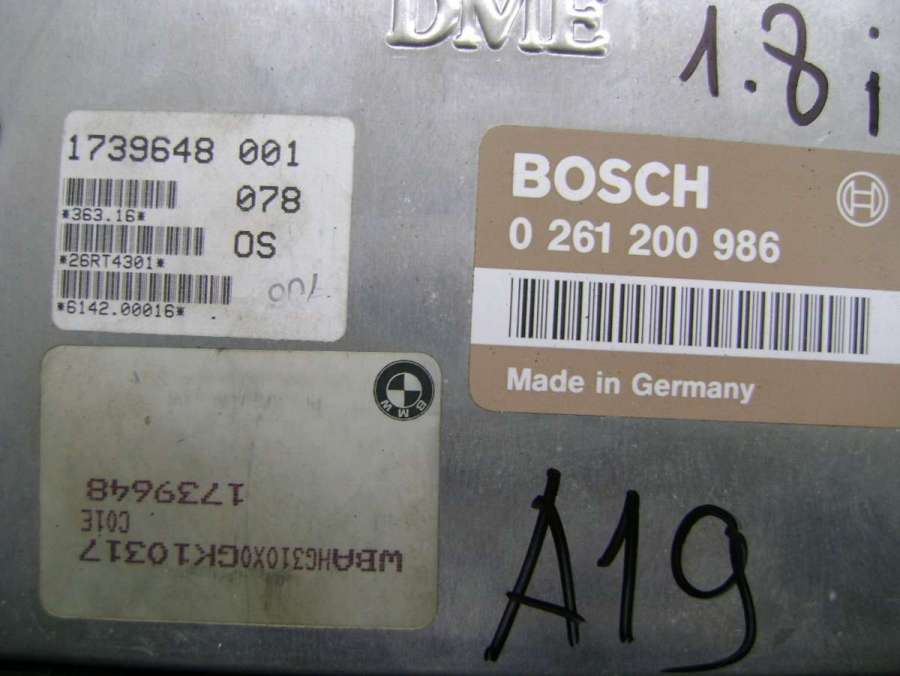 DME
1.8 i
1739648 001
078
*363.16*
OS
*26RT4301*
*6142.00016*
BOSCH
0 261 200 986
Made in Germany
BMW
WBAHG310X0GK10317
C01E
1739648
A19